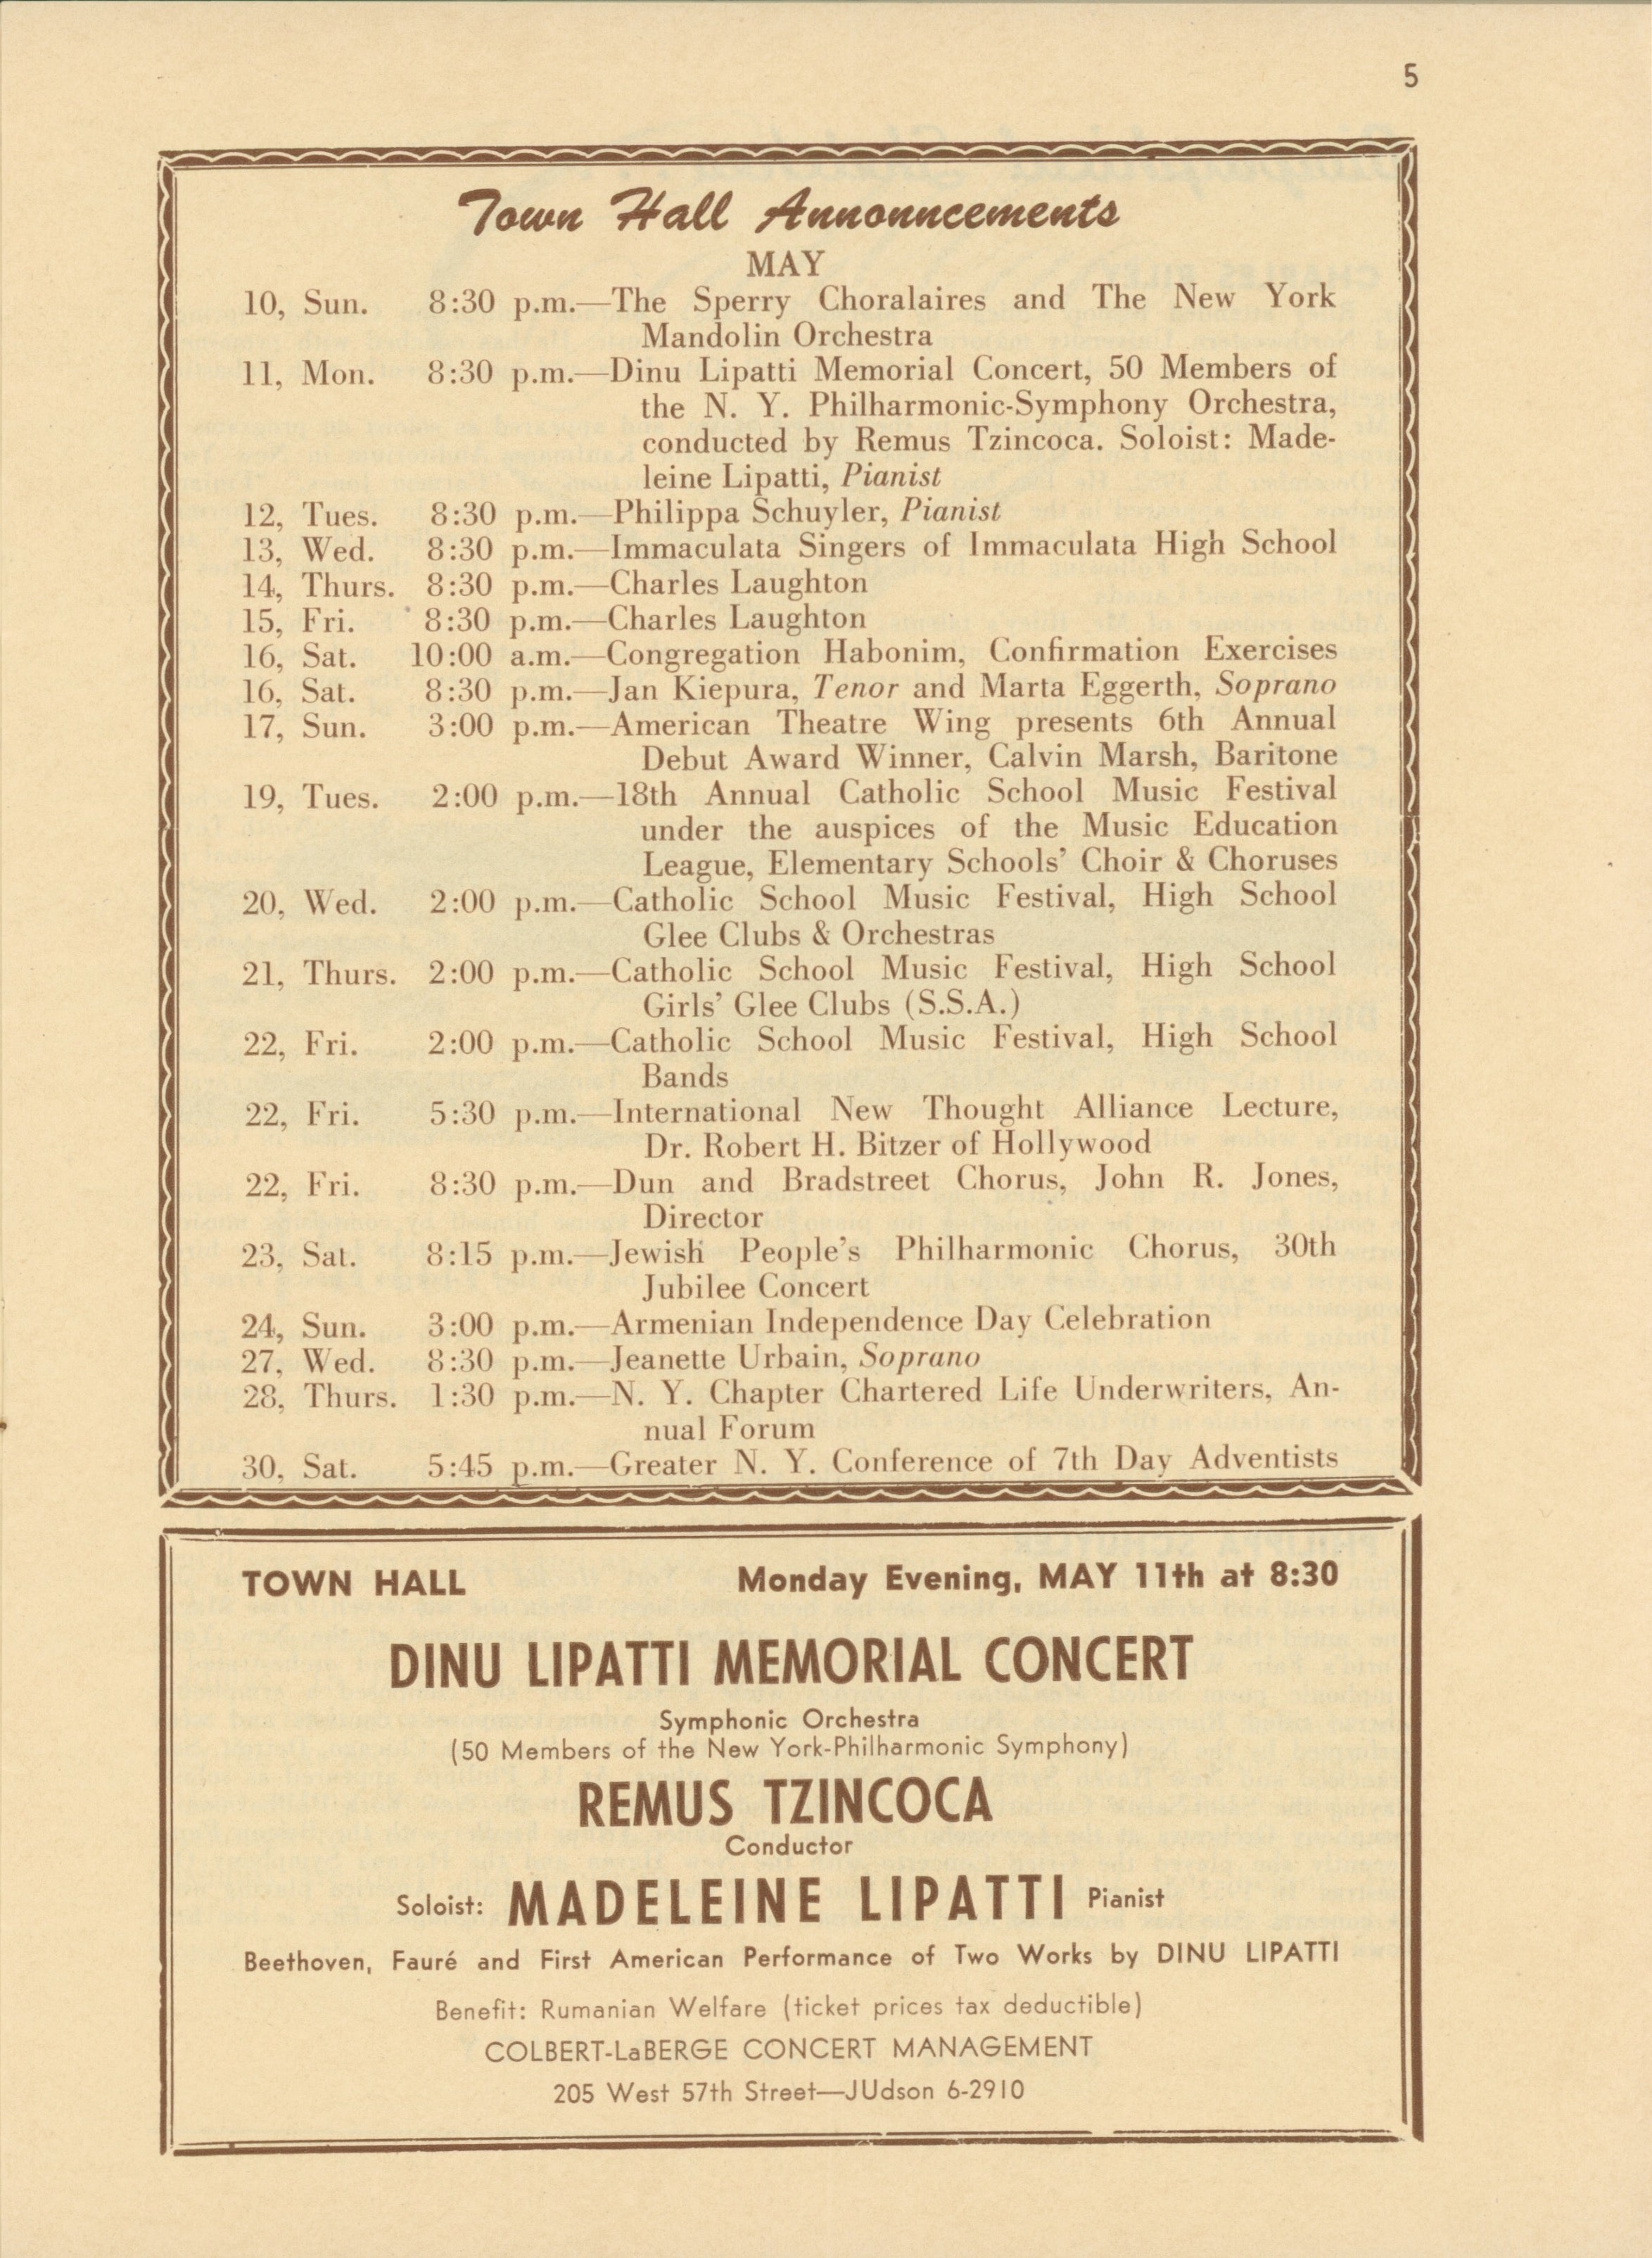 5
Town Hall Annonncements
MAY
10, Sun. 8:30 p.m.—The Sperry Choralaires and The New York
Mandolin Orchestra
11, Mon. 8:30 p.m.—Dinu Lipatti Memorial Concert, 50 Members of
the N. Y. Philharmonic-Symphony Orchestra,
conducted by Remus Tzincoca. Soloist: Made-
leine Lipatti, Pianist
12, Tues. 8:30 p.m.—Philippa Schuyler, Pianist
13, Wed. 8:30 p.m.—Immaculata Singers of Immaculata High School
14, Thurs. 8:30 p.m.—Charles Laughton
15, Fri. 8:30 p.m.—Charles Laughton
16, Sat. 10:00 a.m.—Congregation Habonim, Confirmation Exercises
16, Sat. 8:30 p.m.—Jan Kiepura, Tenor and Marta Eggerth, Soprano
17, Sun. 3:00 p.m.—American Theatre Wing presents 6th Annual
Debut Award Winner, Calvin Marsh, Baritone
19, Tues. 2:00 p.m.—18th Annual Catholic School Music Festival
under the auspices of the Music Education
League, Elementary Schools' Choir & Choruses
20, Wed. 2:00 p.m.—Catholic School Music Festival, High School
Glee Clubs & Orchestras
21, Thurs. 2:00 p.m.—Catholic School Music Festival, High School
Girls' Glee Clubs (S.S.A.)
22, Fri. 2:00 p.m.—Catholic School Music Festival, High School
Bands
22, Fri. 5:30 p.m.—International New Thought Alliance Lecture,
Dr. Robert H. Bitzer of Hollywood
22, Fri. 8:30 p.m.—Dun and Bradstreet Chorus, John R. Jones,
Director
23, Sat. 8:15 p.m.—Jewish People's Philharmonic Chorus, 30th
Jubilee Concert
24, Sun. 3:00 p.m.—Armenian Independence Day Celebration
27, Wed. 8:30 p.m.—Jeanette Urbain, Soprano
28, Thurs. 1:30 p.m.—N. Y. Chapter Chartered Life Underwriters, An-
nual Forum
30, Sat. 5:45 p.m.—Greater N. Y. Conference of 7th Day Adventists
TOWN HALL Monday Evening, MAY 11th at 8:30
DINU LIPATTI MEMORIAL CONCERT
Symphonic Orchestra
(50 Members of the New York-Philharmonic Symphony)
REMUS TZINCOCA
Conductor
Soloist: MADELEINE LIPATTI Pianist
Beethoven, Fauré and First American Performance of Two Works by DINU LIPATTI
Benefit: Rumanian Welfare (ticket prices tax deductible)
COLBERT-LaBERGE CONCERT MANAGEMENT
205 West 57th Street—JUdson 6-2910